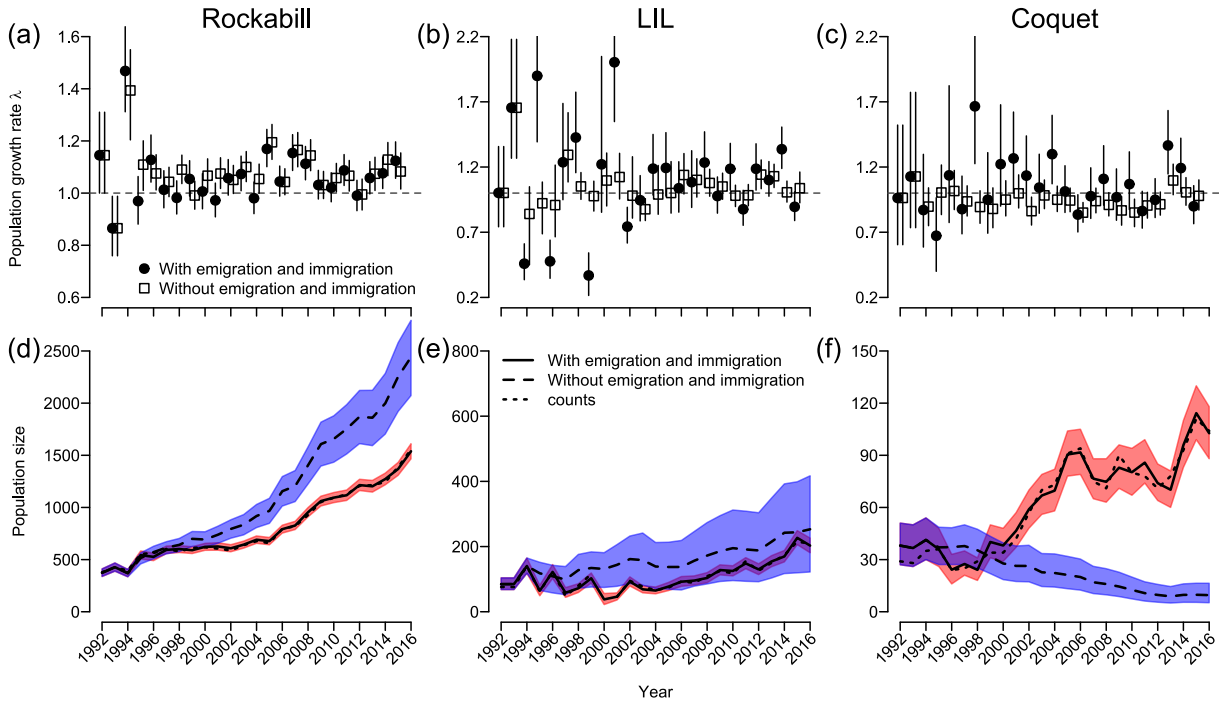 Rockabill
LIL
Coquet
(a)
(b)
(c)
Population growth rate λ
1.6
1.4
1.2
1.0
0.8
0.6
2.2
1.7
1.2
0.7
0.2
2.2
1.7
1.2
0.7
0.2
With emigration and immigration
Without emigration and immigration
(d)
(e)
(f)
Population size
2500
2000
1500
1000
500
0
800
600
400
200
0
150
120
90
60
30
0
With emigration and immigration
Without emigration and immigration
counts
1992 1994 1996 1998 2000 2002 2004 2006 2008 2010 2012 2014 2016
1992 1994 1996 1998 2000 2002 2004 2006 2008 2010 2012 2014 2016
1992 1994 1996 1998 2000 2002 2004 2006 2008 2010 2012 2014 2016
Year